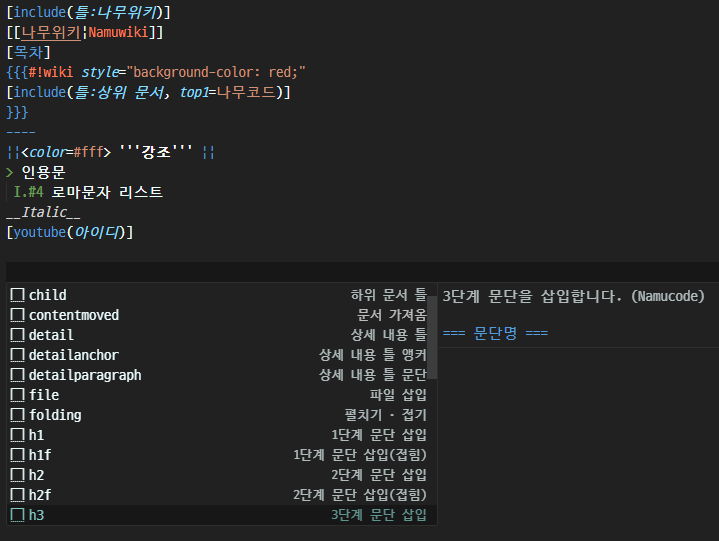 [include(틀:나무위키)]
[[나무위키|Namuwiki]]
[목차]
{{{#!wiki style="background-color: red;"
[include(틀:상위 문서, top1=나무코드)]
}}}
----
||<color=#fff> '''강조''' ||
> 인용문
I.#4 로마문자 리스트
__Italic__
[youtube(아이디)]
child 하위 문서 틀
contentmoved 문서 가져옴
detail 상세 내용 틀
detailanchor 상세 내용 틀 앵커
detailparagraph 상세 내용 틀 문단
file 파일 삽입
folding 펼치기 · 접기
h1 1단계 문단 삽입
h1f 1단계 문단 삽입(접힘)
h2 2단계 문단 삽입
h2f 2단계 문단 삽입(접힘)
h3 3단계 문단 삽입
3단계 문단을 삽입합니다. (Namucode)
=== 문단명 ===